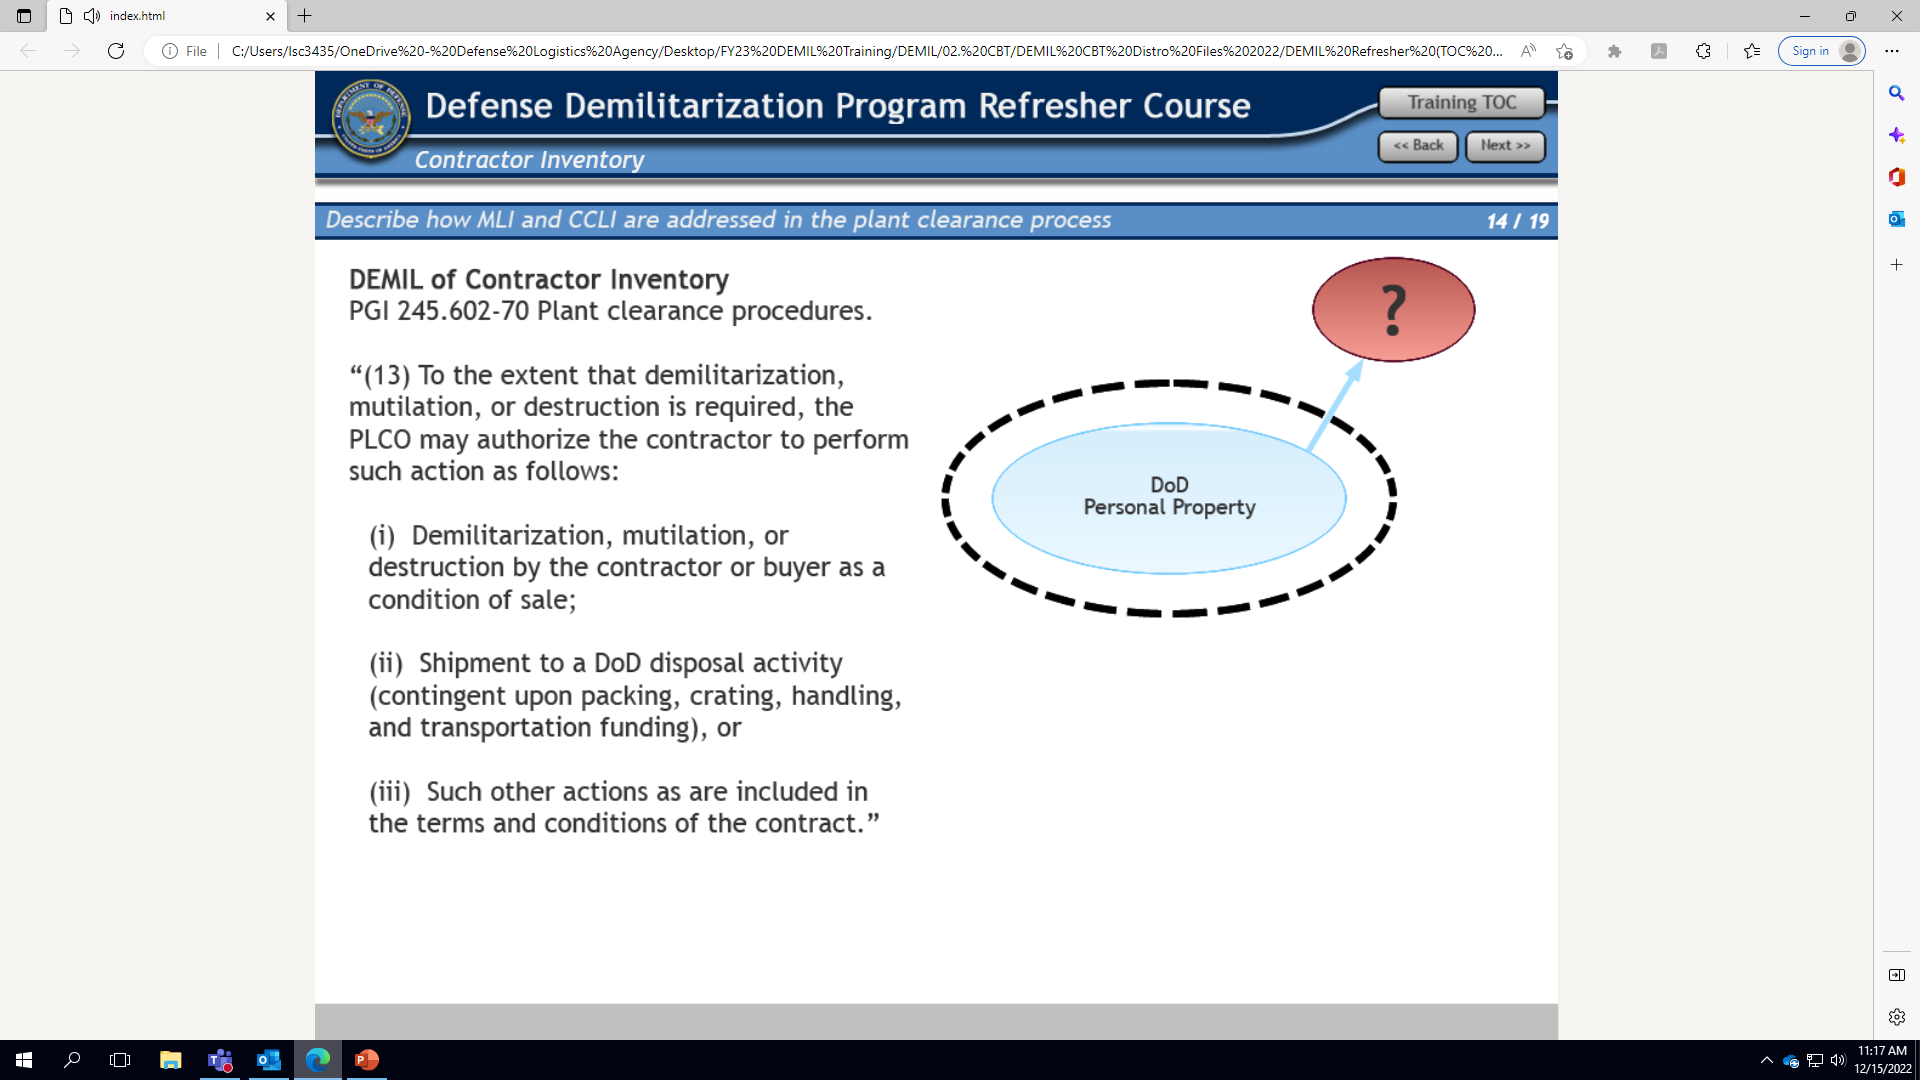 index.html
File
C:/Users/lsc3435/OneDrive%20-%20Defense%20Logistics%20Agency/Desktop/FY23%20DEMIL%20Training/DEMIL/02.%20CBT/DEMIL%20CBT%20Distro%20Files%202022/DEMIL%20Refresher%20(TOC%20...
Sign in
Defense Demilitarization Program Refresher Course
Training TOC
<< Back
Next >>
Contractor Inventory
Describe how MLI and CCLI are addressed in the plant clearance process
14 / 19
DEMIL of Contractor Inventory
PGI 245.602-70 Plant clearance procedures.
“(13) To the extent that demilitarization,
mutilation, or destruction is required, the
PLCO may authorize the contractor to perform
such action as follows:
(i) Demilitarization, mutilation, or
destruction by the contractor or buyer as a
condition of sale;
(ii) Shipment to a DoD disposal activity
(contingent upon packing, crating, handling,
and transportation funding), or
(iii) Such other actions as are included in
the terms and conditions of the contract.”
?
DoD
Personal Property
11:17 AM
12/15/2022